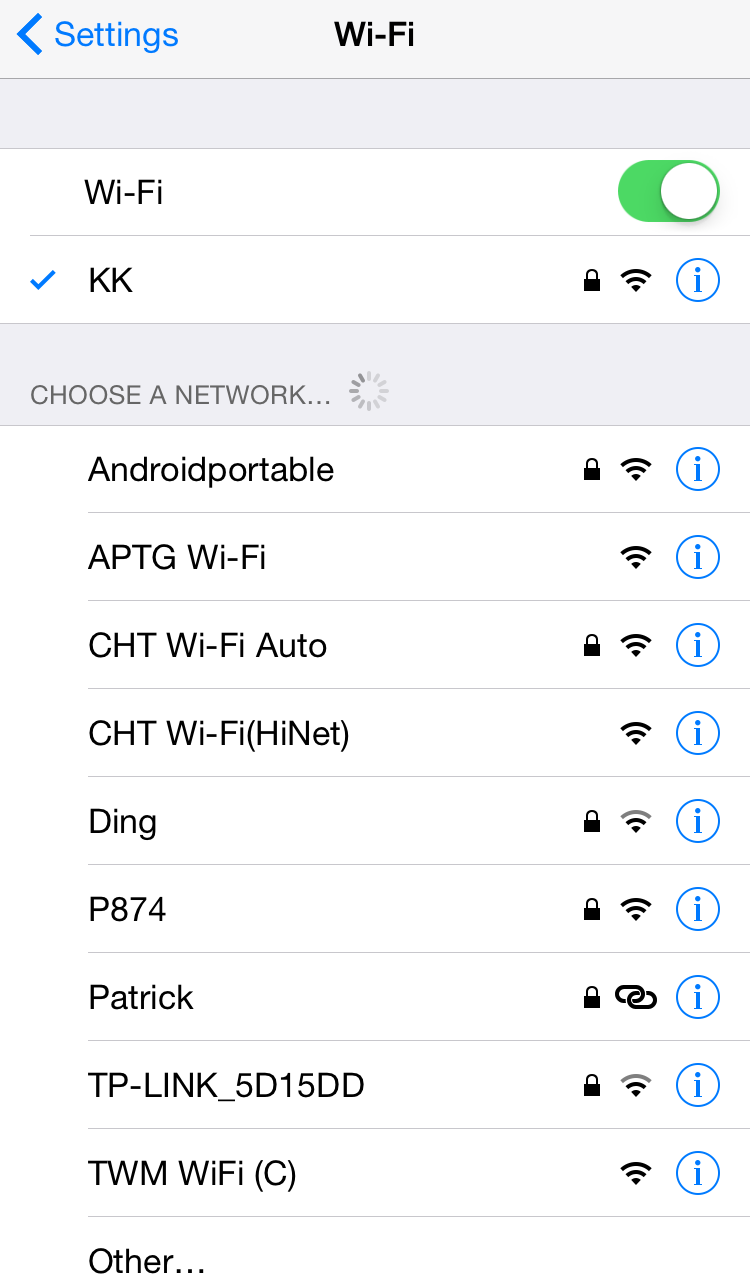 Settings
Wi-Fi
Wi-Fi
KK
CHOOSE A NETWORK...
Androidportable
APTG Wi-Fi
CHT Wi-Fi Auto
CHT Wi-Fi(HiNet)
Ding
P874
Patrick
TP-LINK_5D15DD
TWM WiFi (C)
Other...